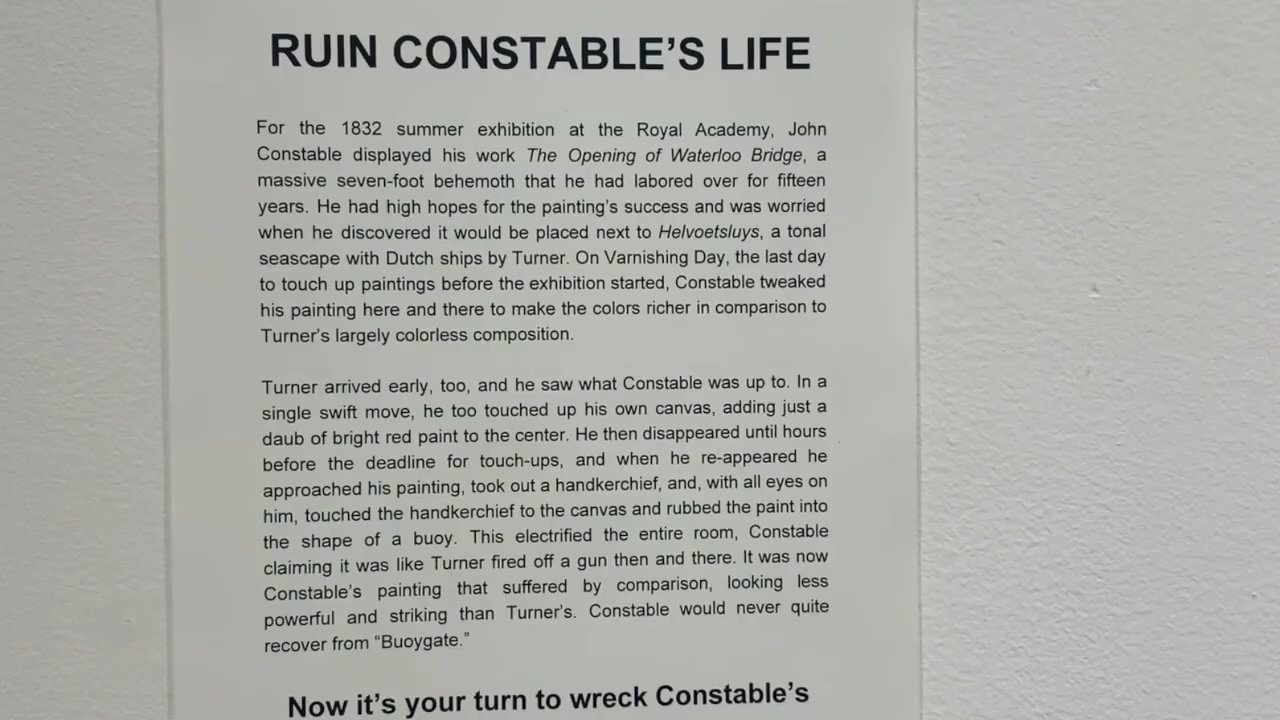 RUIN CONSTABLE’S LIFE
For the 1832 summer exhibition at the Royal Academy, John
Constable displayed his work The Opening of Waterloo Bridge, a
massive seven-foot behemoth that he had labored over for fifteen
years. He had high hopes for the painting’s success and was worried
when he discovered it would be placed next to Helvoetsluys, a tonal
seascape with Dutch ships by Turner. On Varnishing Day, the last day
to touch up paintings before the exhibition started, Constable tweaked
his painting here and there to make the colors richer in comparison to
Turner’s largely colorless composition.
Turner arrived early, too, and he saw what Constable was up to. In a
single swift move, he too touched up his own canvas, adding just a
daub of bright red paint to the center. He then disappeared until hours
before the deadline for touch-ups, and when he re-appeared he
approached his painting, took out a handkerchief, and, with all eyes on
him, touched the handkerchief to the canvas and rubbed the paint into
the shape of a buoy. This electrified the entire room, Constable
claiming it was like Turner fired off a gun then and there. It was now
Constable’s painting that suffered by comparison, looking less
powerful and striking than Turner’s. Constable would never quite
recover from “Buoygate.”
Now it’s your turn to wreck Constable’s